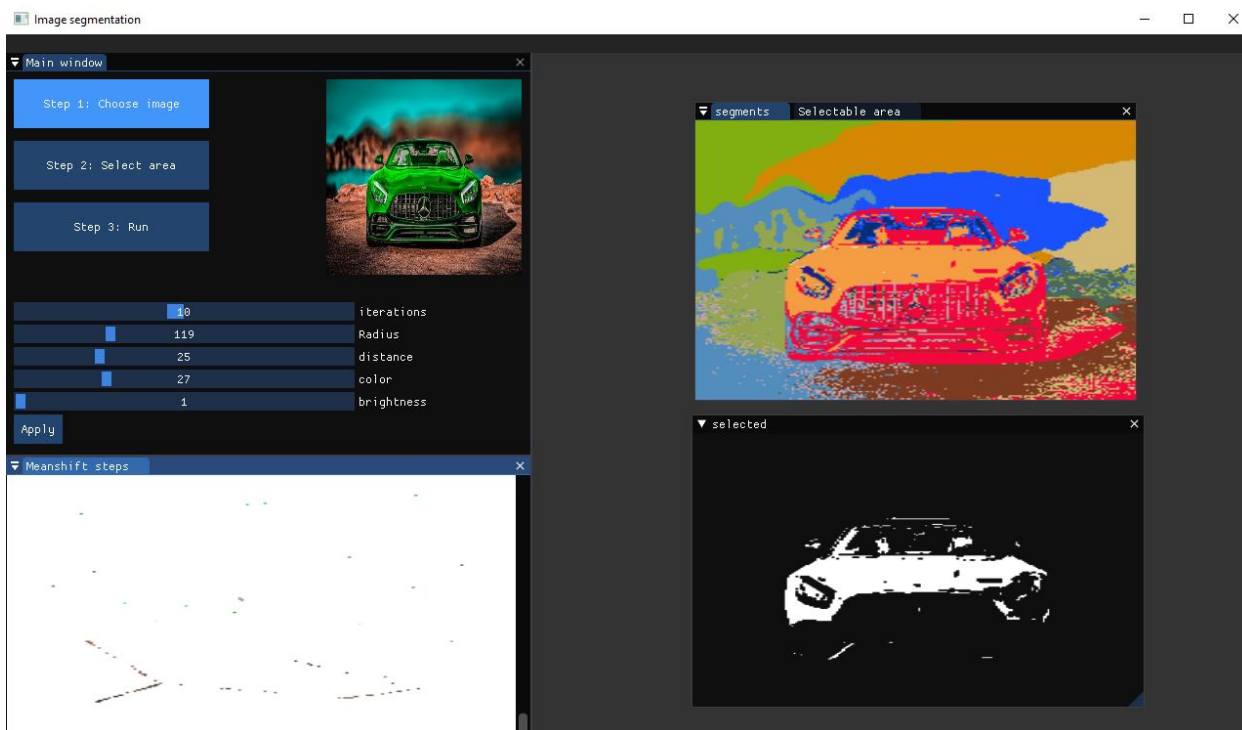 Image segmentation
Main window
Step 1: Choose image
Step 2: Select area
Step 3: Run
10 iterations
119 Radius
25 distance
27 color
1 brightness
Apply
Meanshift steps
segments Selectable area
selected